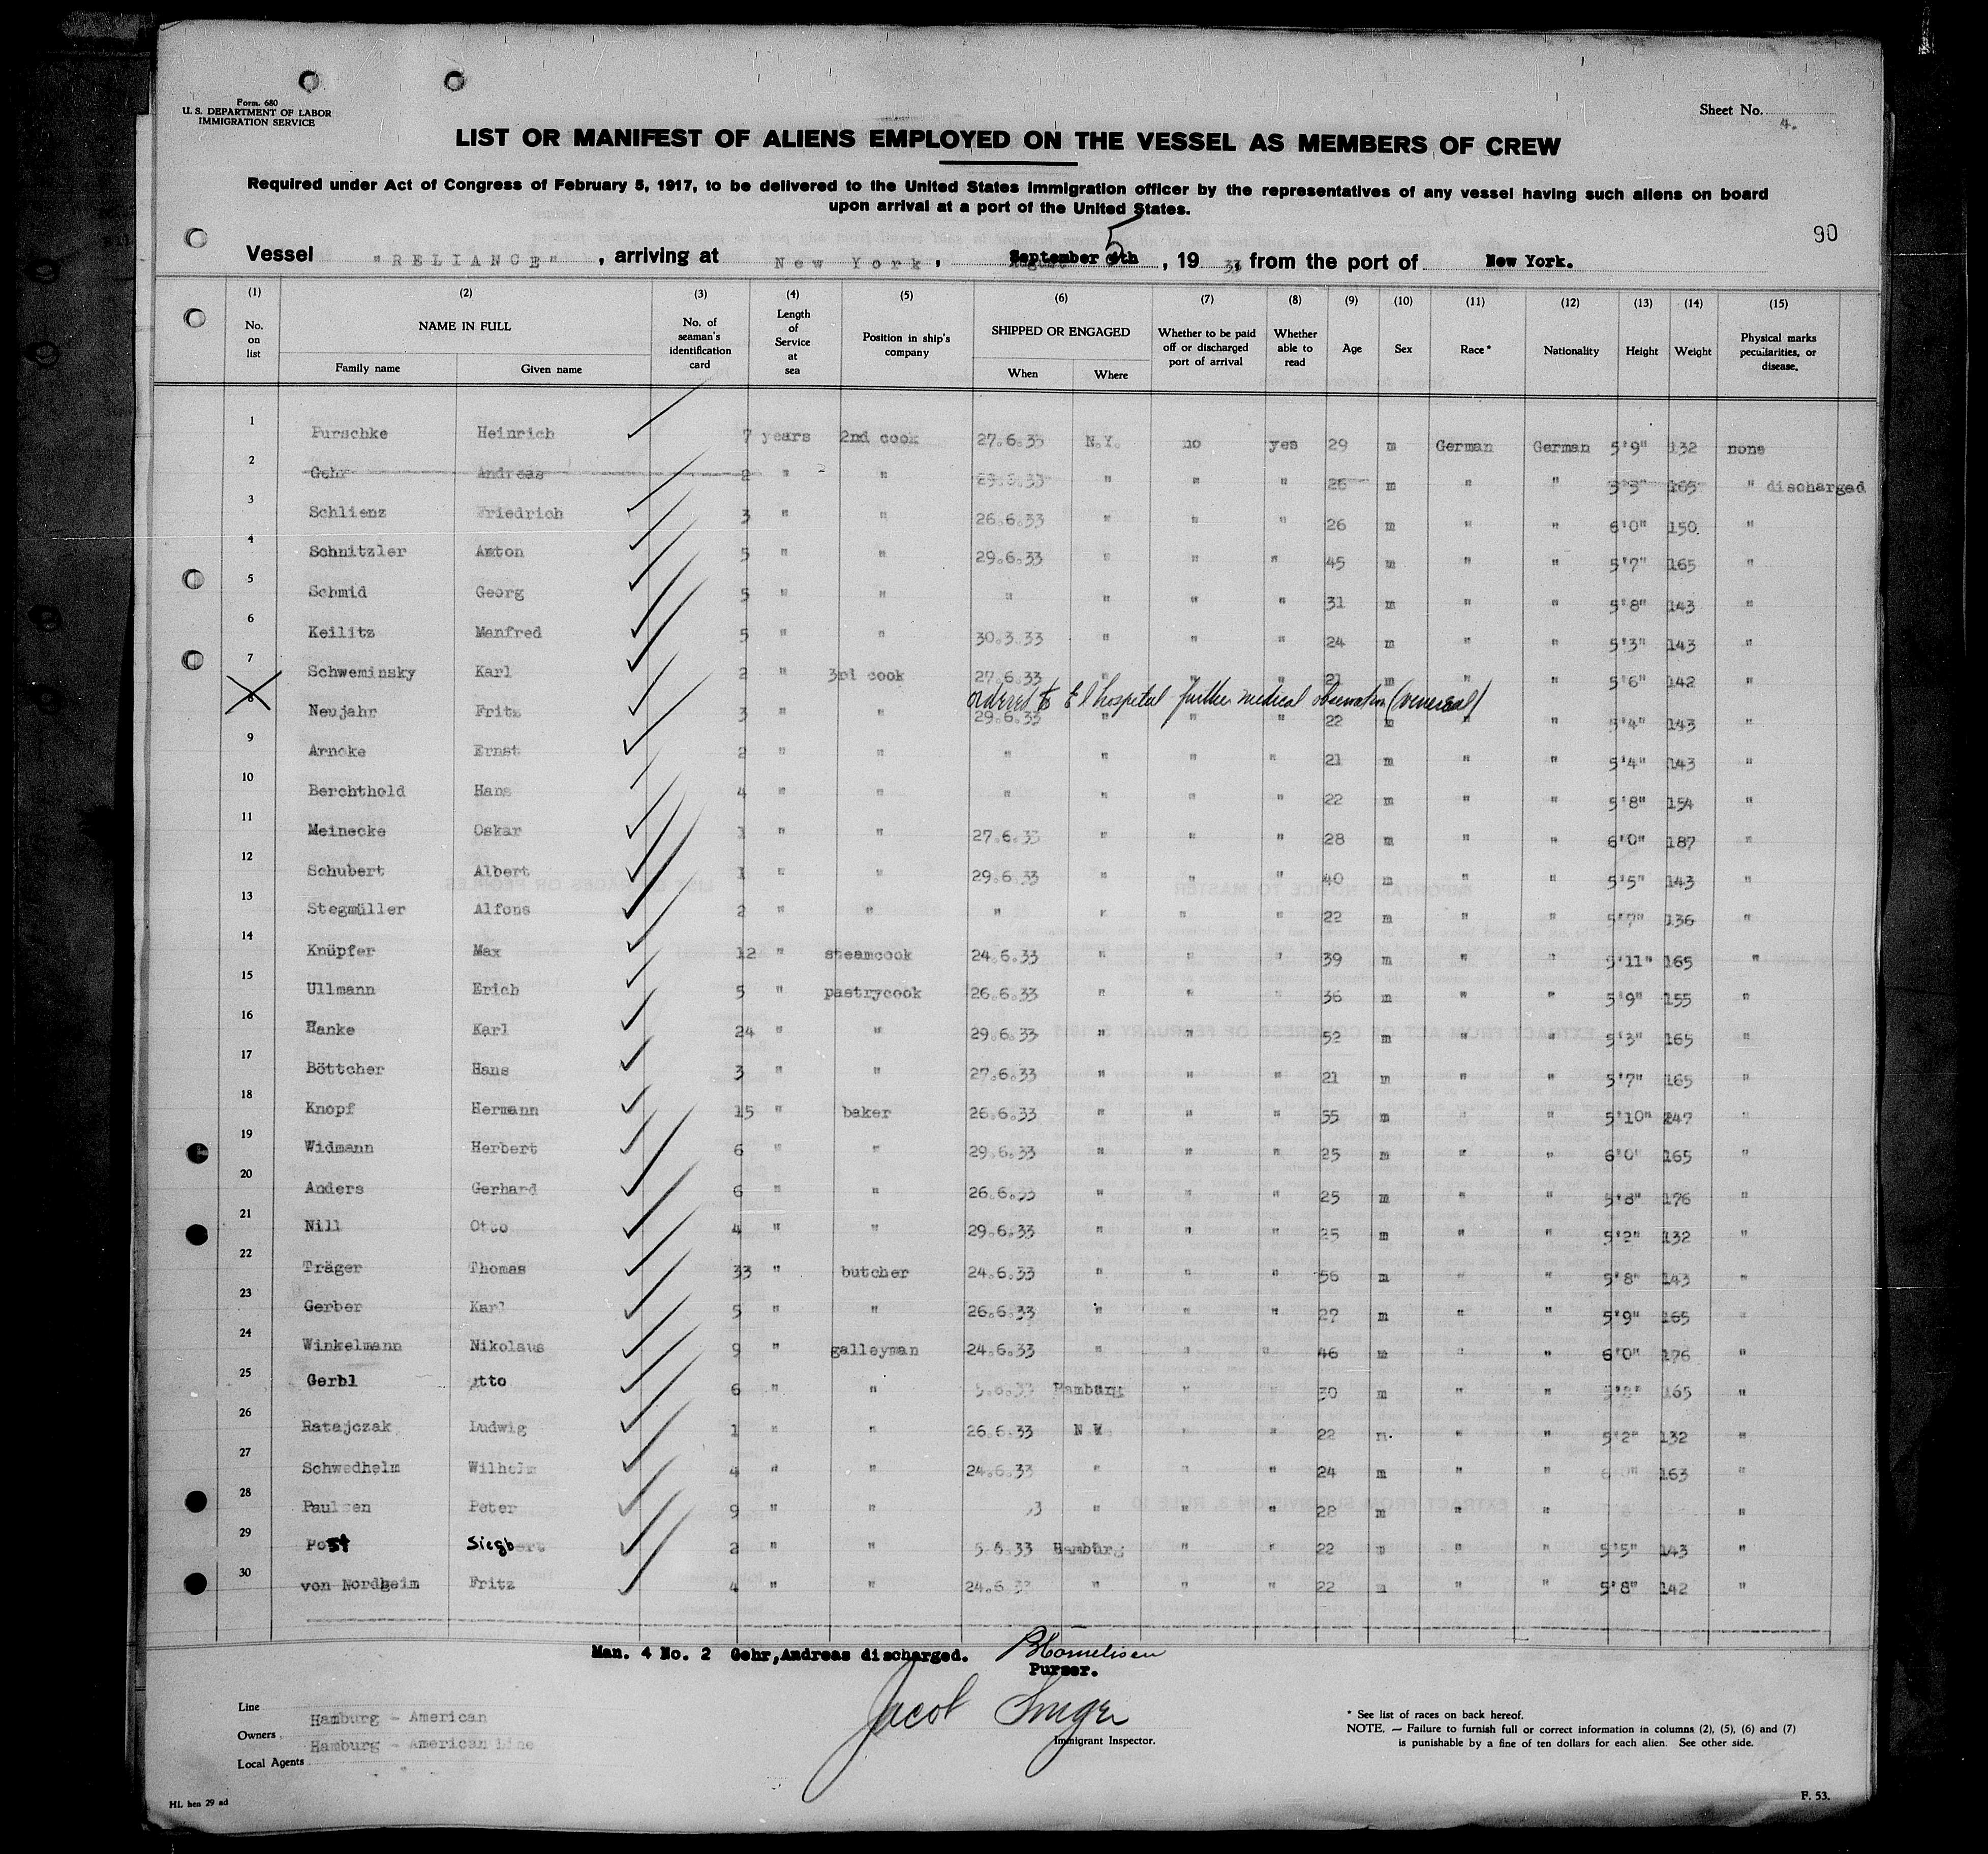 Form. 680
U. S. DEPARTMENT OF LABOR
IMMIGRATION SERVICE
Sheet No. 4.
LIST OR MANIFEST OF ALIENS EMPLOYED ON THE VESSEL AS MEMBERS OF CREW
Required under Act of Congress of February 5, 1917, to be delivered to the United States immigration officer by the representatives of any vessel having such aliens on board
upon arrival at a port of the United States.
90
Vessel "RELIANCE", arriving at New York, September 5th, 1933, from the port of New York.
(1) (2) (3) (4) (5) (6) (7) (8) (9) (10) (11) (12) (13) (14) (15)
No. on list NAME IN FULL Family name Given name No. of seaman's identification card Length of Service at sea Position in ship's company SHIPPED OR ENGAGED When Where Whether to be paid off or discharged port of arrival Whether able to read Age Sex Race* Nationality Height Weight Physical marks peculiarities, or disease.
1 Purschke Heinrich 7 years 2nd cook 27.6.33 N.Y. no yes 29 m German German 5'9" 132 none
2 Gehr Andreas 2 " " 29.6.33 " " " 26 m " " 5'5" 165 " discharged
3 Schlienz Friedrich 3 " " 26.6.33 " " " 26 m " " 6'0" 150 "
4 Schnitzler Anton 5 " " 29.6.33 " " " 45 m " " 5'7" 165 "
5 Schmid Georg 5 " " " " " " 31 m " " 5'8" 143 "
6 Keilitz Manfred 5 " " 30.3.33 " " " 24 m " " 5'3" 143 "
7 Schweminsky Karl 2 " 3rd cook 27.6.33 " " " 21 m " " 5'6" 142 "
ordered to E I hospital further medical observation (venereal)
8 Neujahr Fritz 3 " " 29.6.33 " " " 22 m " " 5'4" 143 "
9 Arneke Ernst 2 " " " " " " 21 m " " 5'4" 143 "
10 Berchthold Hans 4 " " " " " " 22 m " " 5'8" 154 "
11 Meinecke Oskar 1 " " 27.6.33 " " " 28 m " " 6'0" 187 "
12 Schubert Albert 1 " " 29.6.33 " " " 40 m " " 5'5" 143 "
13 Stegmüller Alfons 2 " " " " " " 22 m " " 5'7" 136 "
14 Knüpfer Max 12 " steamcook 24.6.33 " " " 39 m " " 5'11" 165 "
15 Ullmann Erich 5 " pastrycook 26.6.33 " " " 36 m " " 5'9" 155 "
16 Hanke Karl 24 " " 29.6.33 " " " 52 m " " 5'3" 165 "
17 Böttcher Hans 3 " " 27.6.33 " " " 21 m " " 5'7" 165 "
18 Knopf Hermann 15 " baker 26.6.33 " " " 55 m " " 5'10" 247 "
19 Widmann Herbert 6 " " 29.6.33 " " " 25 m " " 6'0" 165 "
20 Anders Gerhard 6 " " 26.6.33 " " " 25 m " " 5'8" 176 "
21 Nill Otto 4 " " 29.6.33 " " " 25 m " " 5'2" 132 "
22 Träger Thomas 33 " butcher 24.6.33 " " " 56 m " " 5'8" 143 "
23 Gerber Karl 5 " " 26.6.33 " " " 27 m " " 5'9" 165 "
24 Winkelmann Nikolaus 9 " galleyman 24.6.33 " " " 46 m " " 6'0" 176 "
25 Gerbl Otto 6 " " Hamburg " " 30 m " " 165 "
26 Ratajczak Ludwig 1 " " 26.6.33 N Y. " " 22 m. " " 5'2" 132 "
27 Schwedhelm Wilhelm 4 " " 24.6.33 " " " 24 m " " 163 "
28 Paulsen Peter 9 " " " " " 28 m " " "
29 Post Siegbert 2 " " Hamburg " " 22 m " " 5'5" 143 "
30 von Nordheim Fritz 4 " " 24.6.33 " " " 22 m " " 5'8" 142 "
Man. 4 No. 2 Gehr,Andreas discharged.
Purser.
Jacob
Immigrant Inspector.
Line
Owners Hamburg - American
Local Agents Hamburg - American Line
* See list of races on back hereof.
NOTE. — Failure to furnish full or correct information in columns (2), (5), (6) and (7)
is punishable by a fine of ten dollars for each alien. See other side.
HL hen 29 ad
F. 53.